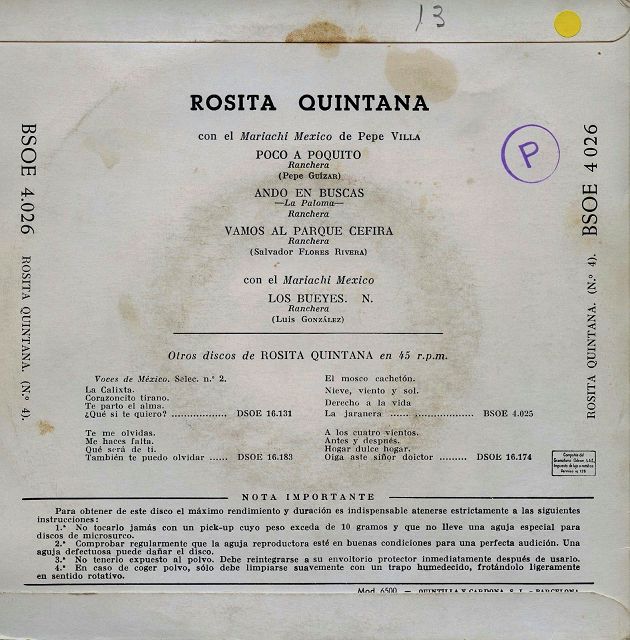 13
ROSITA QUINTANA
con el Mariachi Mexico de Pepe VILLA
P
POCO A POQUITO
Ranchera
(Pepe GUÍZAR)
ANDO EN BUSCAS
—La Paloma—
Ranchera
VAMOS AL PARQUE CEFIRA
Ranchera
(Salvador FLORES RIVERA)
con el Mariachi Mexico
LOS BUEYES. N.
Ranchera
(Luis GONZÁLEZ)
BSOE 4.026
ROSITA QUINTANA. (N.º 4).
BSOE 4 026
ROSITA QUINTANA. (N.º 4).
Otros discos de ROSITA QUINTANA en 45 r.p.m.
Voces de México. Selec. n.º 2.
La Calixta.
Corazoncito tirano.
Te parto el alma.
¿Qué si te quiero? ................ DSOE 16.131
Te me olvidas.
Me haces falta.
Qué será de ti.
También te puedo olvidar ...... DSOE 16.183
El mosco cachetón.
Nieve, viento y sol.
Derecho a la vida
La jaranera ........................... BSOE 4.025
A los cuatro vientos.
Antes y después.
Hogar dulce hogar.
Oiga aste siñor doictor .......... DSOE 16.174
Compañía del
Gramófono Odeón S.A.E.
NOTA IMPORTANTE
Para obtener de este disco el máximo rendimiento y duración es indispensable atenerse estrictamente a las siguientes
instrucciones:
1.ª No tocarlo jamás con un pick-up cuyo peso exceda de 10 gramos y que no lleve una aguja especial para
discos de microsurco.
2.ª Comprobar regularmente que la aguja reproductora esté en buenas condiciones para una perfecta audición. Una
aguja defectuosa puede dañar el disco.
3.ª No tenerlo expuesto al polvo. Debe reintegrarse a su envoltorio protector inmediatamente después de usarlo.
4.ª En caso de coger polvo, sólo debe limpiarse suavemente con un trapo humedecido, frotándolo ligeramente
en sentido rotativo.
Mod. 6500 — QUINTILLA Y CARDONA, S. L. — BARCELONA